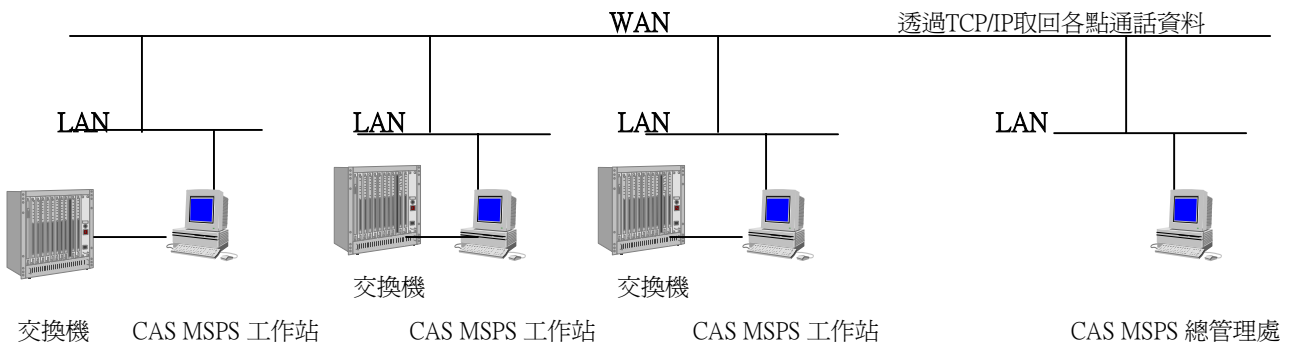 WAN
透過TCP/IP取回各點通話資料
LAN
LAN
LAN
LAN
交換機
交換機
交換機
CAS MSPS 工作站
CAS MSPS 工作站
CAS MSPS 工作站
CAS MSPS 總管理處